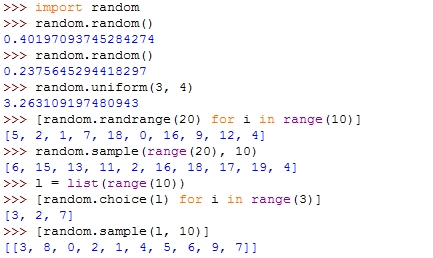 >>> import random
>>> random.random()
0.40197093745284274
>>> random.random()
0.2375645294418297
>>> random.uniform(3, 4)
3.263109197480943
>>> [random.randrange(20) for i in range(10)]
[5, 2, 1, 7, 18, 0, 16, 9, 12, 4]
>>> random.sample(range(20), 10)
[6, 15, 13, 11, 2, 16, 18, 17, 19, 4]
>>> l = list(range(10))
>>> [random.choice(l) for i in range(3)]
[3, 2, 7]
>>> [random.sample(l, 10)]
[[3, 8, 0, 2, 1, 4, 5, 6, 9, 7]]